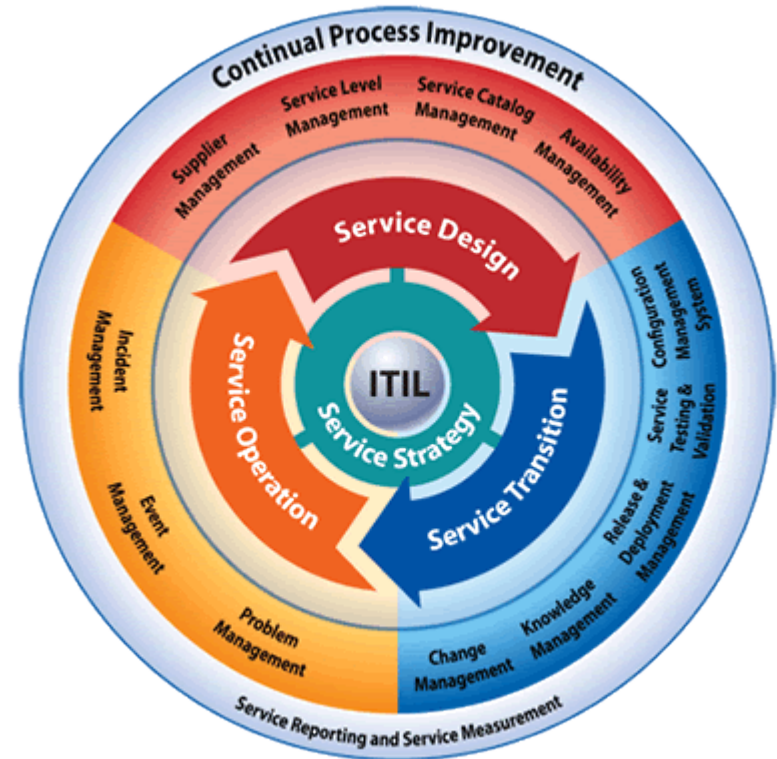 Continual Process Improvement
Supplier
Management
Service Level
Management
Service Catalog
Management
Availability
Management
Configuration
Management
System
Service
Testing &
Validation
Release &
Deployment
Management
Knowledge
Management
Change
Management
Problem
Management
Event
Management
Incident
Management
Service Design
Service Transition
Service Operation
Service Strategy
ITIL
Service Reporting and Service Measurement